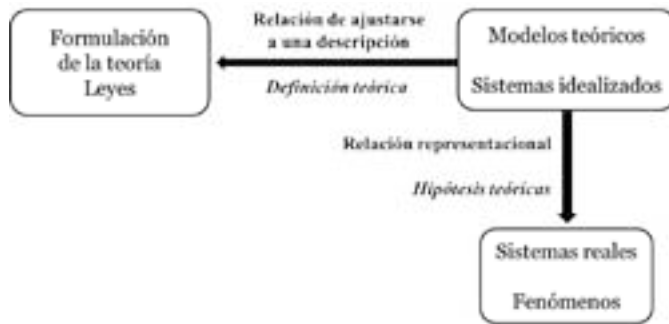 Formulación
de la teoría
Leyes
Relación de ajustarse
a una descripción
Definición teórica
Modelos teóricos
Sistemas idealizados
Relación representacional
Hipótesis teóricas
Sistemas reales
Fenómenos